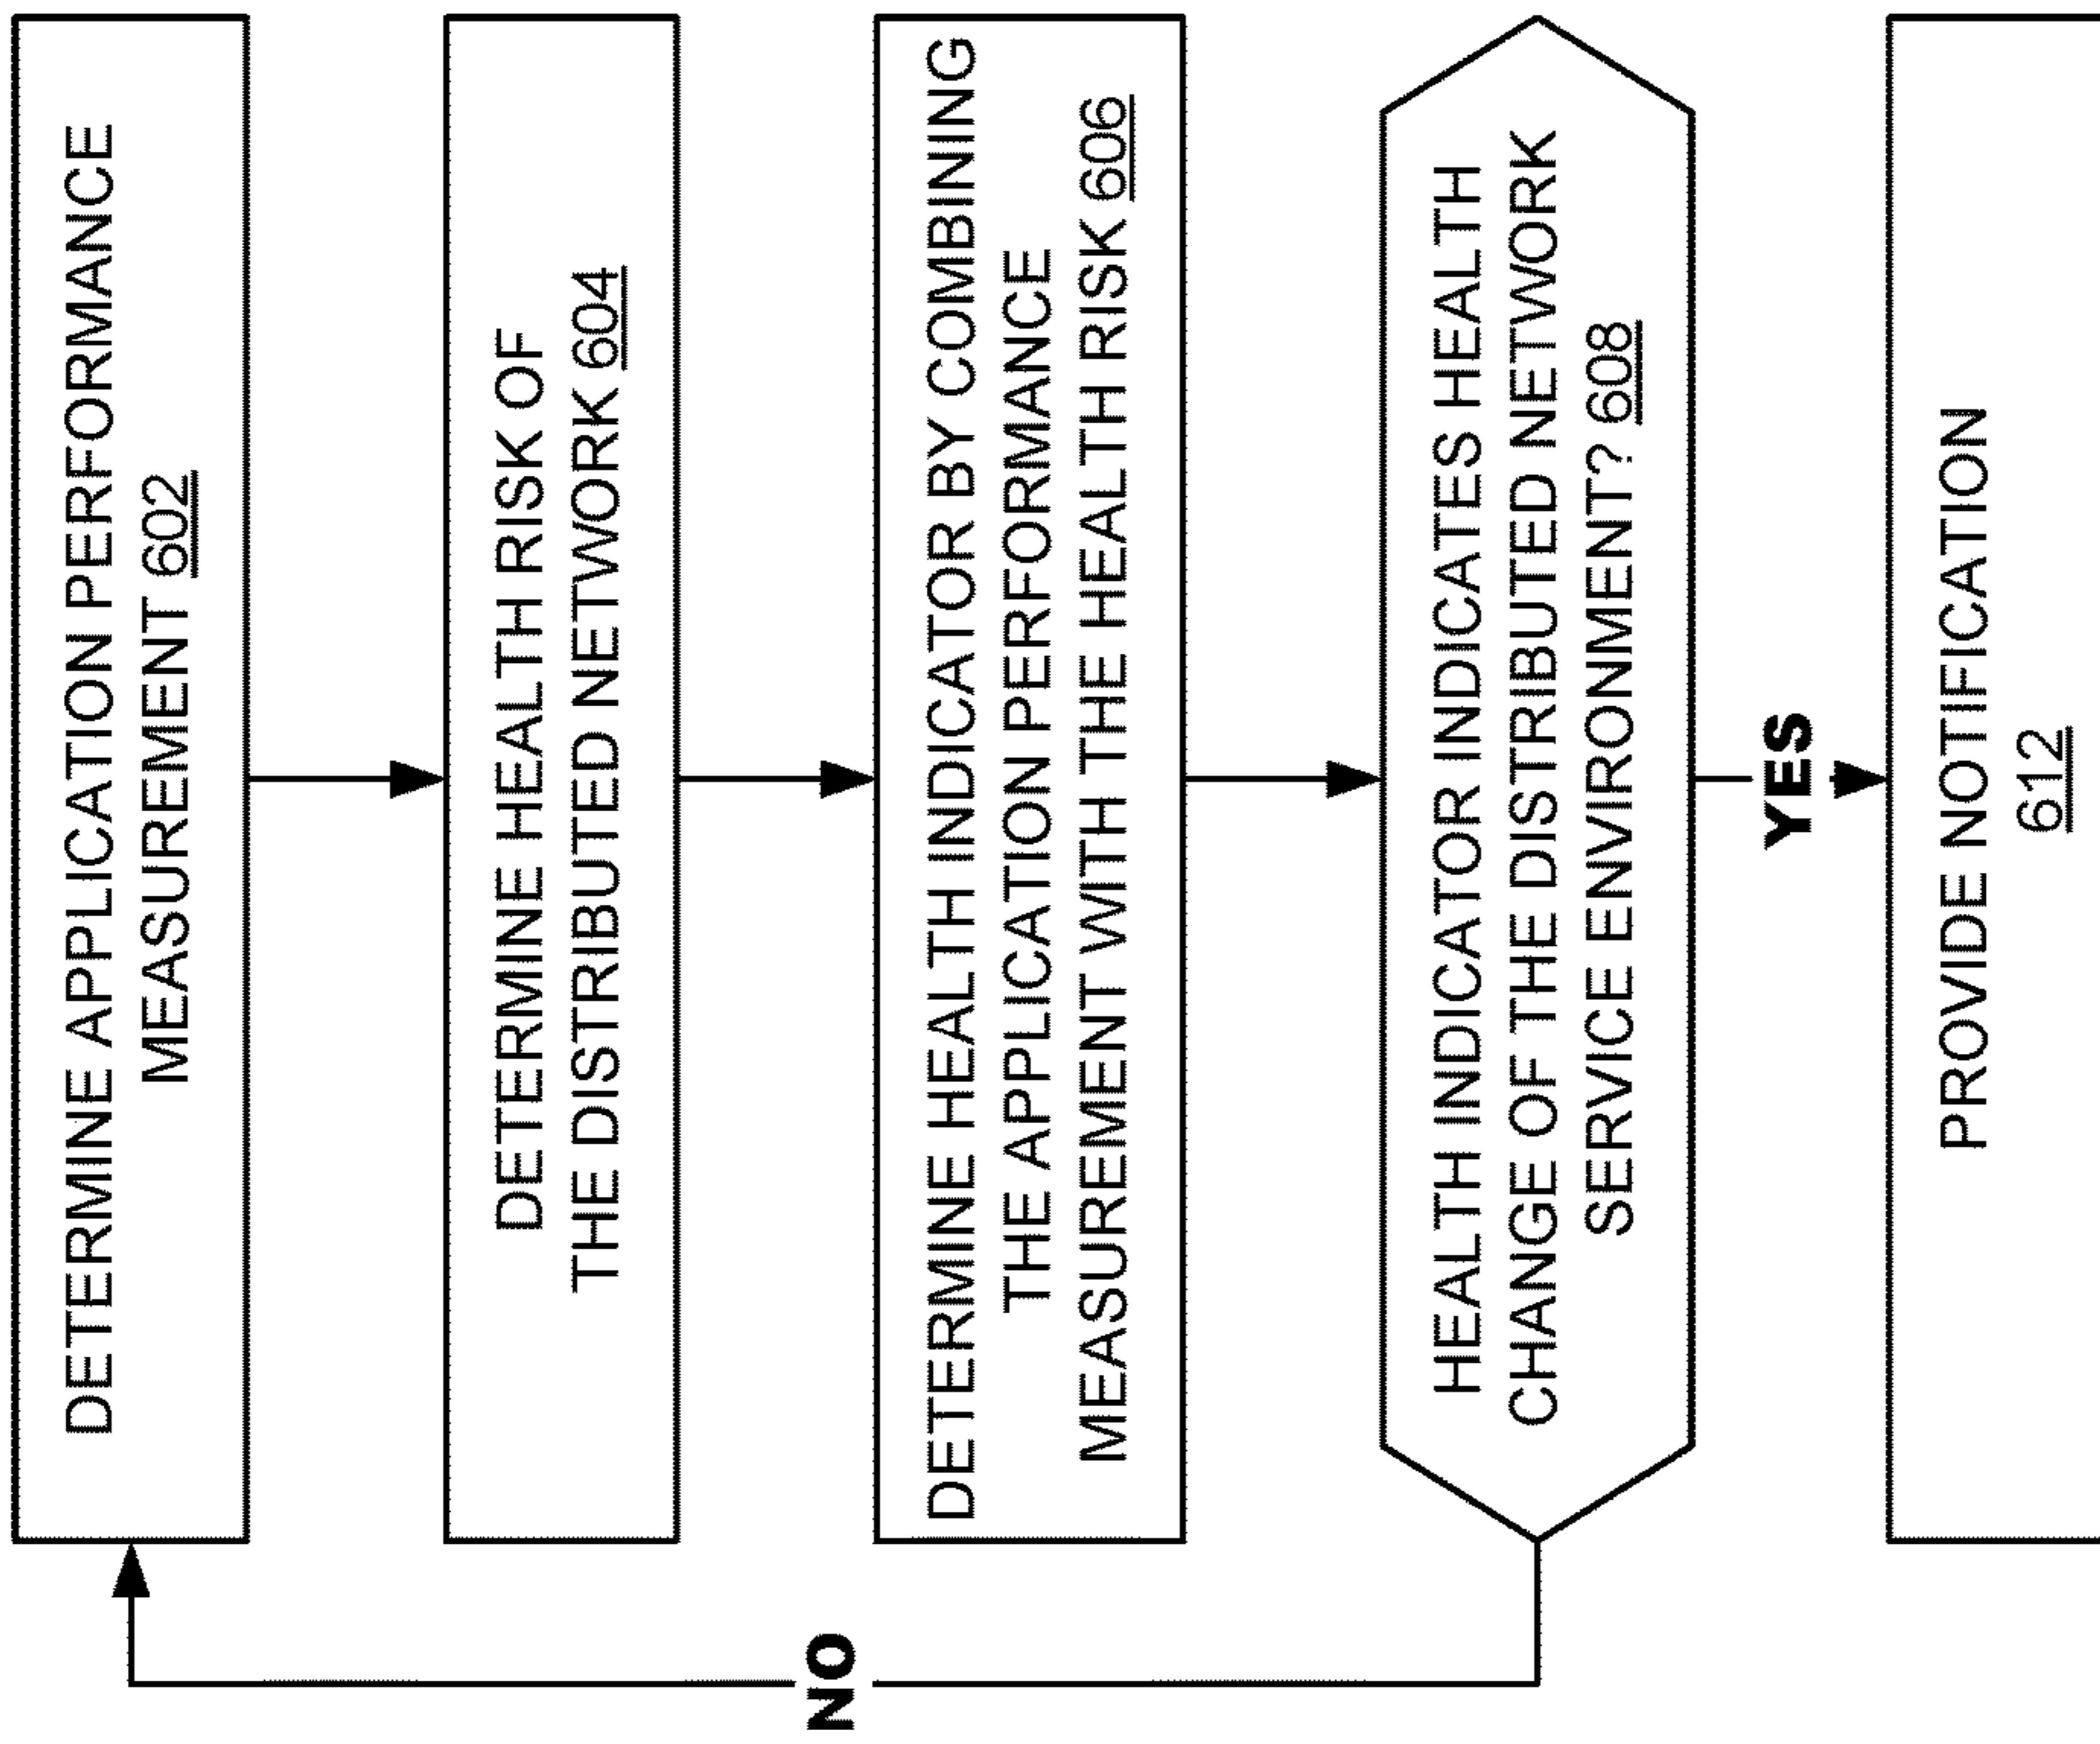 DETERMINE APPLICATION PERFORMANCE
MEASUREMENT 602
DETERMINE HEALTH RISK OF
THE DISTRIBUTED NETWORK 604
DETERMINE HEALTH INDICATOR BY COMBINING
THE APPLICATION PERFORMANCE
MEASUREMENT WITH THE HEALTH RISK 606
HEALTH INDICATOR INDICATES HEALTH
CHANGE OF THE DISTRIBUTED NETWORK
SERVICE ENVIRONMENT? 608
NO
YES
PROVIDE NOTIFICATION
612